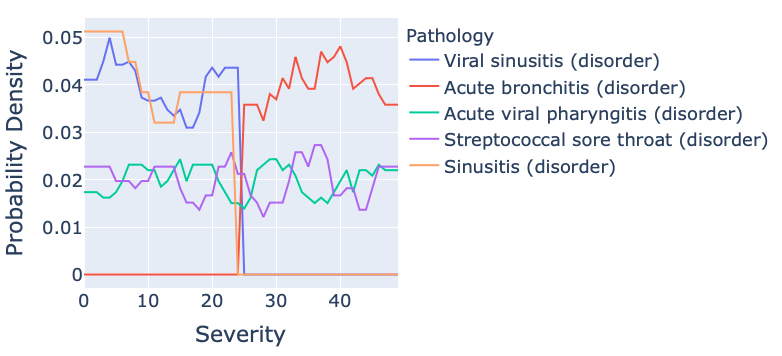 Pathology
Viral sinusitis (disorder)
Acute bronchitis (disorder)
Acute viral pharyngitis (disorder)
Streptococcal sore throat (disorder)
Sinusitis (disorder)
Probability Density
0.05
0.04
0.03
0.02
0.01
0
0 10 20 30 40
Severity